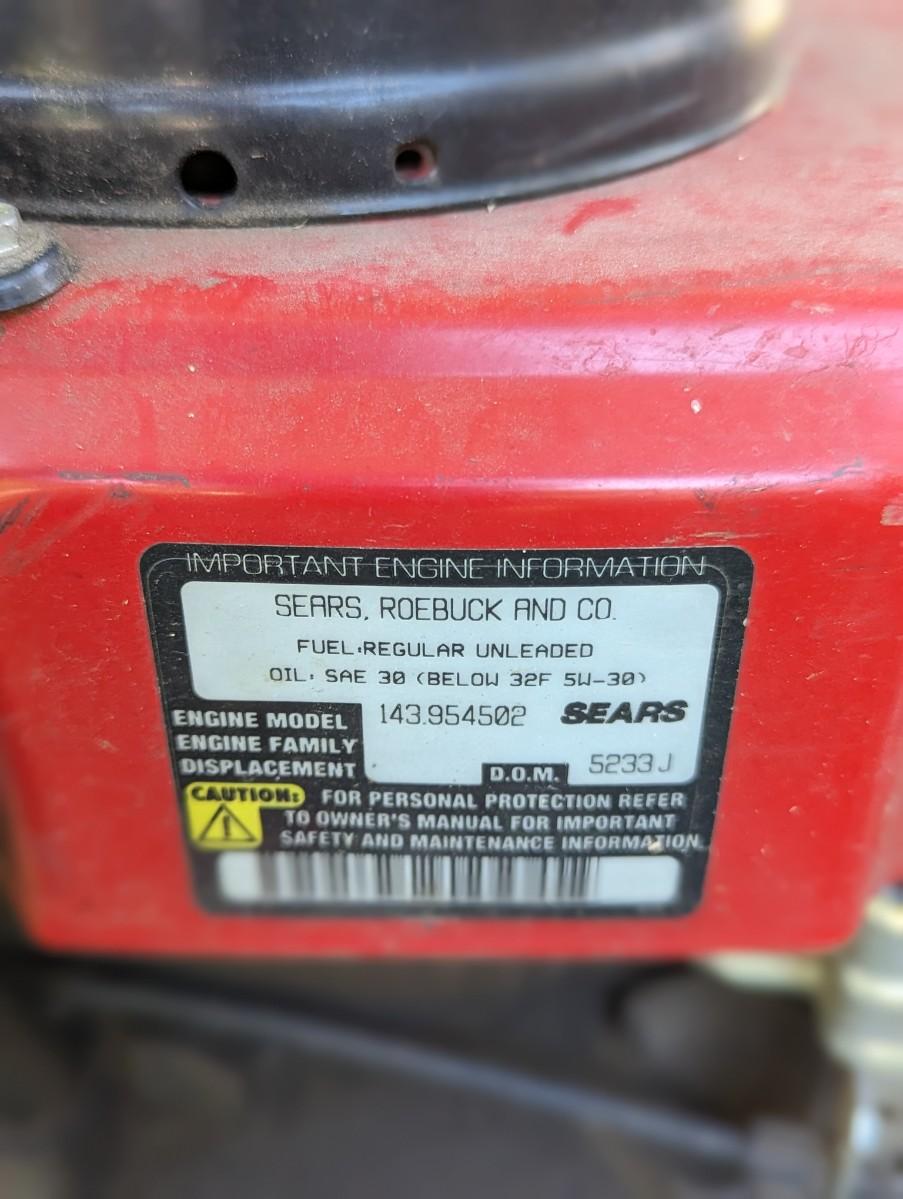 IMPORTANT ENGINE INFORMATION
SEARS, ROEBUCK AND CO.
FUEL:REGULAR UNLEADED
OIL: SAE 30 (BELOW 32F 5W-30)
ENGINE MODEL 143.954502 SEARS
ENGINE FAMILY
DISPLACEMENT D.O.M. 5233J
CAUTION: FOR PERSONAL PROTECTION REFER
TO OWNER'S MANUAL FOR IMPORTANT
SAFETY AND MAINTENANCE INFORMATION